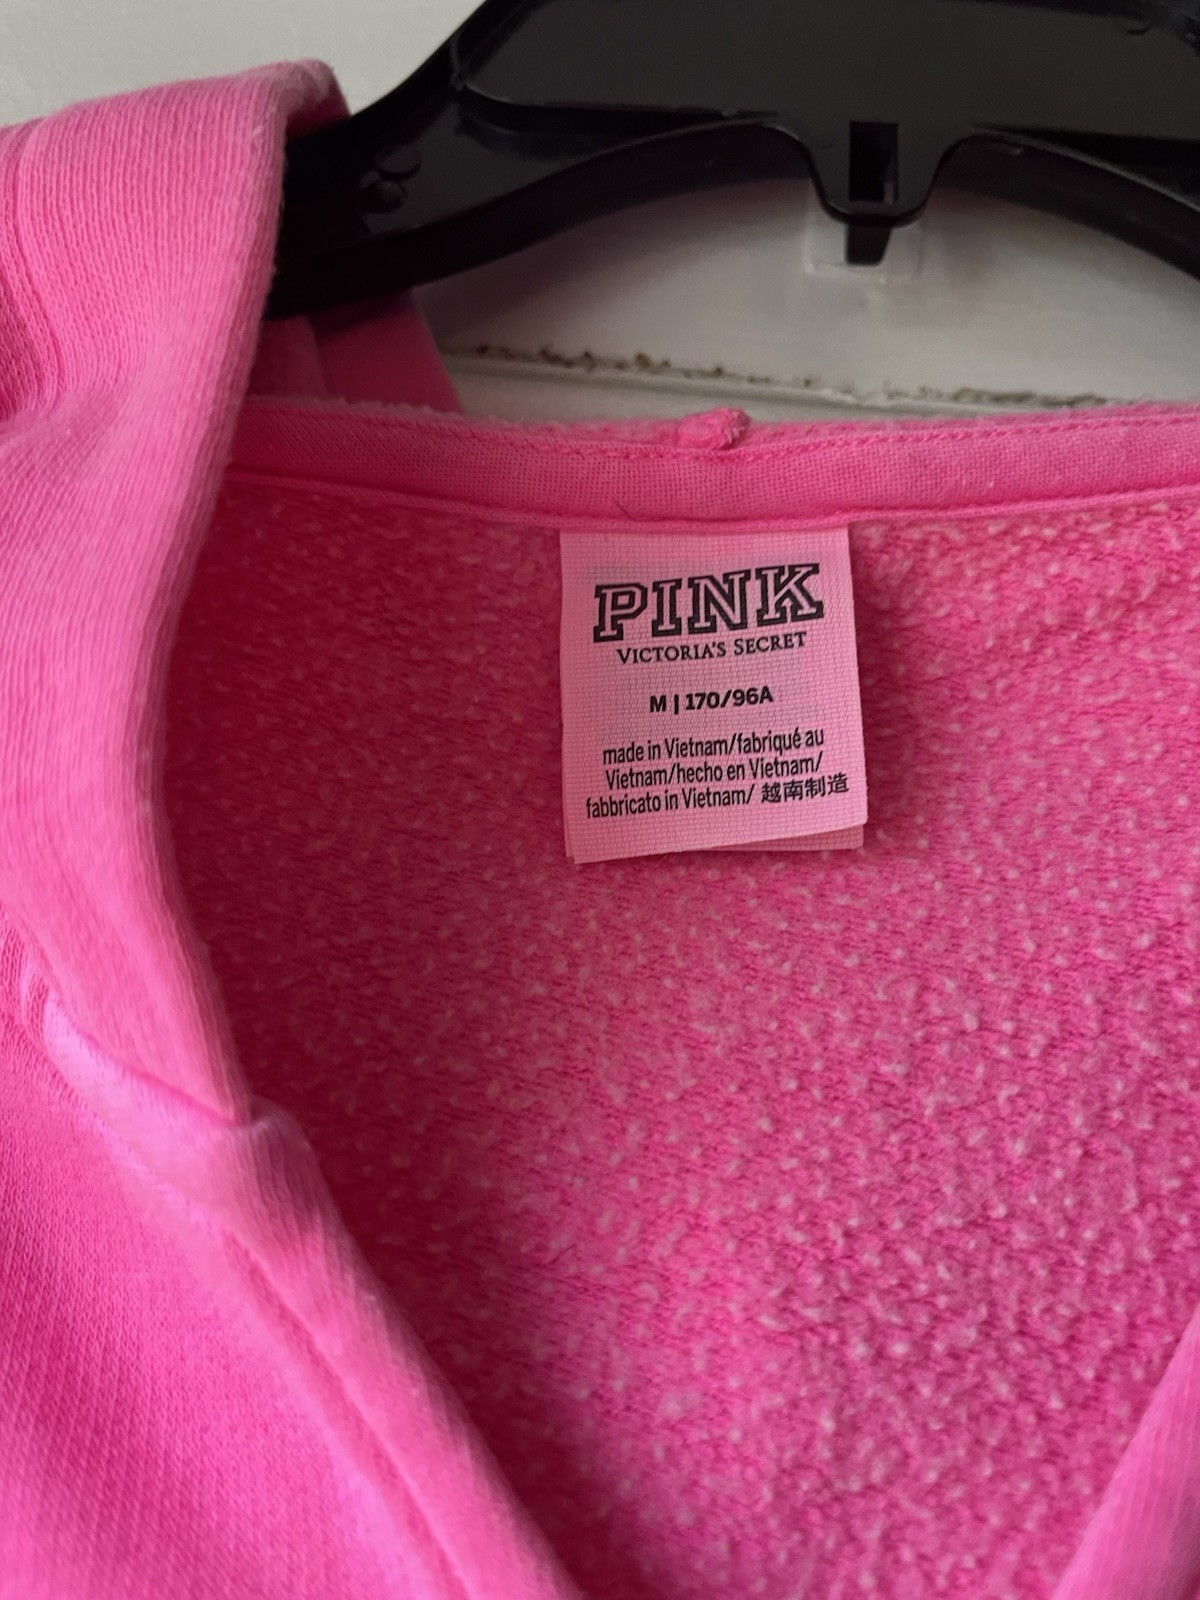 PINK
VICTORIA'S SECRET
M | 170/96A
made in Vietnam/fabriqué au
Vietnam/hecho en Vietnam/
fabbricato in Vietnam/ 越南制造